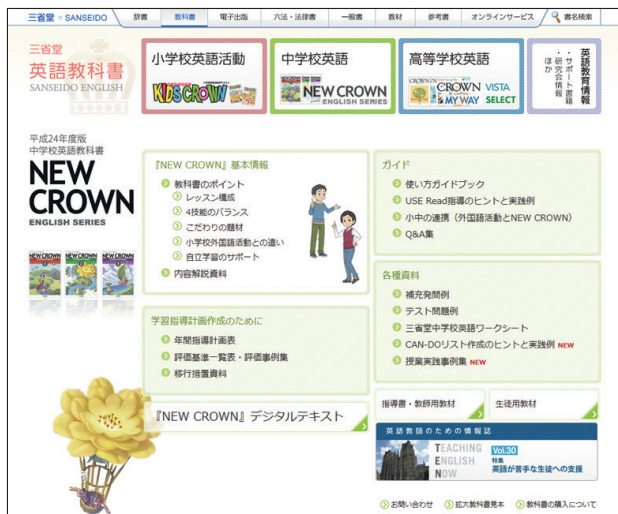 三省堂 SANSEIDO
辞書
教科書
電子出版
六法・法律書
一般書
教材
参考書
オンラインサービス
書名検索
三省堂
英語教科書
SANSEIDO ENGLISH
小学校英語活動
KIDS CROWN
中学校英語
NEW CROWN
ENGLISH SERIES
高等学校英語
CROWN VISTA
MY WAY SELECT
英語教育情報
・サポート書籍
・研究会情報
ほか
平成24年度版
中学校英語教科書
NEW
CROWN
ENGLISH SERIES
NEW CROWN
NEW CROWN
NEW CROWN
『NEW CROWN』基本情報
教科書のポイント
レッスン構成
4技能のバランス
こだわりの題材
小学校外国語活動との違い
自立学習のサポート
内容解説資料
学習指導計画作成のために
年間指導計画表
評価基準一覧表・評価事例集
移行措置資料
『NEW CROWN』デジタルテキスト
ガイド
使い方ガイドブック
USE Read指導のヒントと実践例
小中の連携（外国語活動とNEW CROWN）
Q&A集
各種資料
補充発問例
テスト問題例
三省堂中学校英語ワークシート
CAN-DOリスト作成のヒントと実践例 NEW
授業実践事例集 NEW
指導書・教師用教材
生徒用教材
英語教師のための情報誌
TEACHING
ENGLISH
NOW
Vol.30
特集
英語が苦手な生徒への支援
お問い合わせ
拡大教科書見本
教科書の購入について